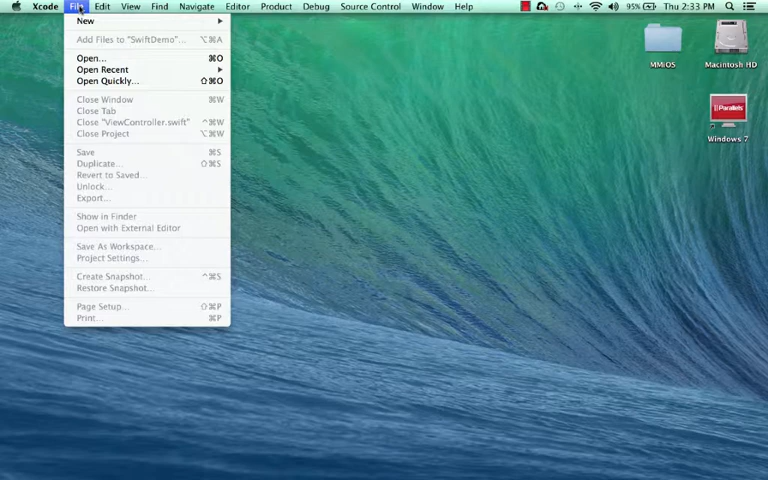 Xcode File Edit View Find Navigate Editor Product Debug Source Control Window Help 95% Thu 2:33 PM
New
Add Files to "SwiftDemo"... ⌥⌘A
Open... ⌘O
Open Recent
Open Quickly... ⇧⌘O
Close Window ⌘W
Close Tab
Close "ViewController.swift" ^⌘W
Close Project ⌥⌘W
Save ⌘S
Duplicate... ⇧⌘S
Revert to Saved...
Unlock...
Export...
Show in Finder
Open with External Editor
Save As Workspace...
Project Settings...
Create Snapshot... ^⌘S
Restore Snapshot...
Page Setup... ⇧⌘P
Print... ⌘P
MMiOS
Macintosh HD
Parallels
Windows 7